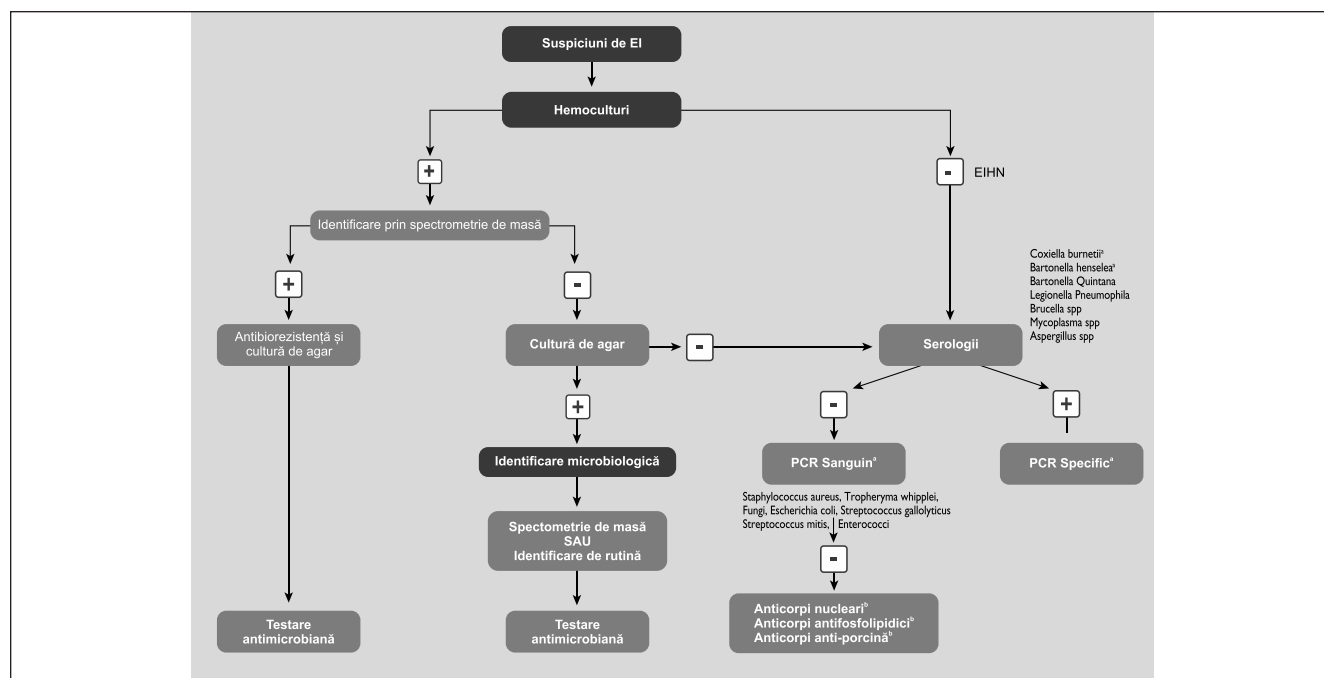 Suspiciuni de EI
Hemoculturi
+
-
EIHN
Identificare prin spectrometrie de masă
+
-
Coxiella burnetiiª
Bartonella henseleaª
Bartonella Quintana
Legionella Pneumophila
Brucella spp
Mycoplasma spp
Aspergillus spp
Antibiorezistență și
cultură de agar
Cultură de agar
-
Serologii
+
-
+
Identificare microbiologică
PCR Sanguinª
PCR Specificª
Staphylococcus aureus, Tropheryma whipplei,
Fungi, Escherichia coli, Streptococcus gallolyticus
Streptococcus mitis, Enterococci
Spectometrie de masă
SAU
Identificare de rutină
-
Testare
antimicrobiană
Testare
antimicrobiană
Anticorpi nucleariᵇ
Anticorpi antifosfolipidiciᵇ
Anticorpi anti-porcinăᵇ